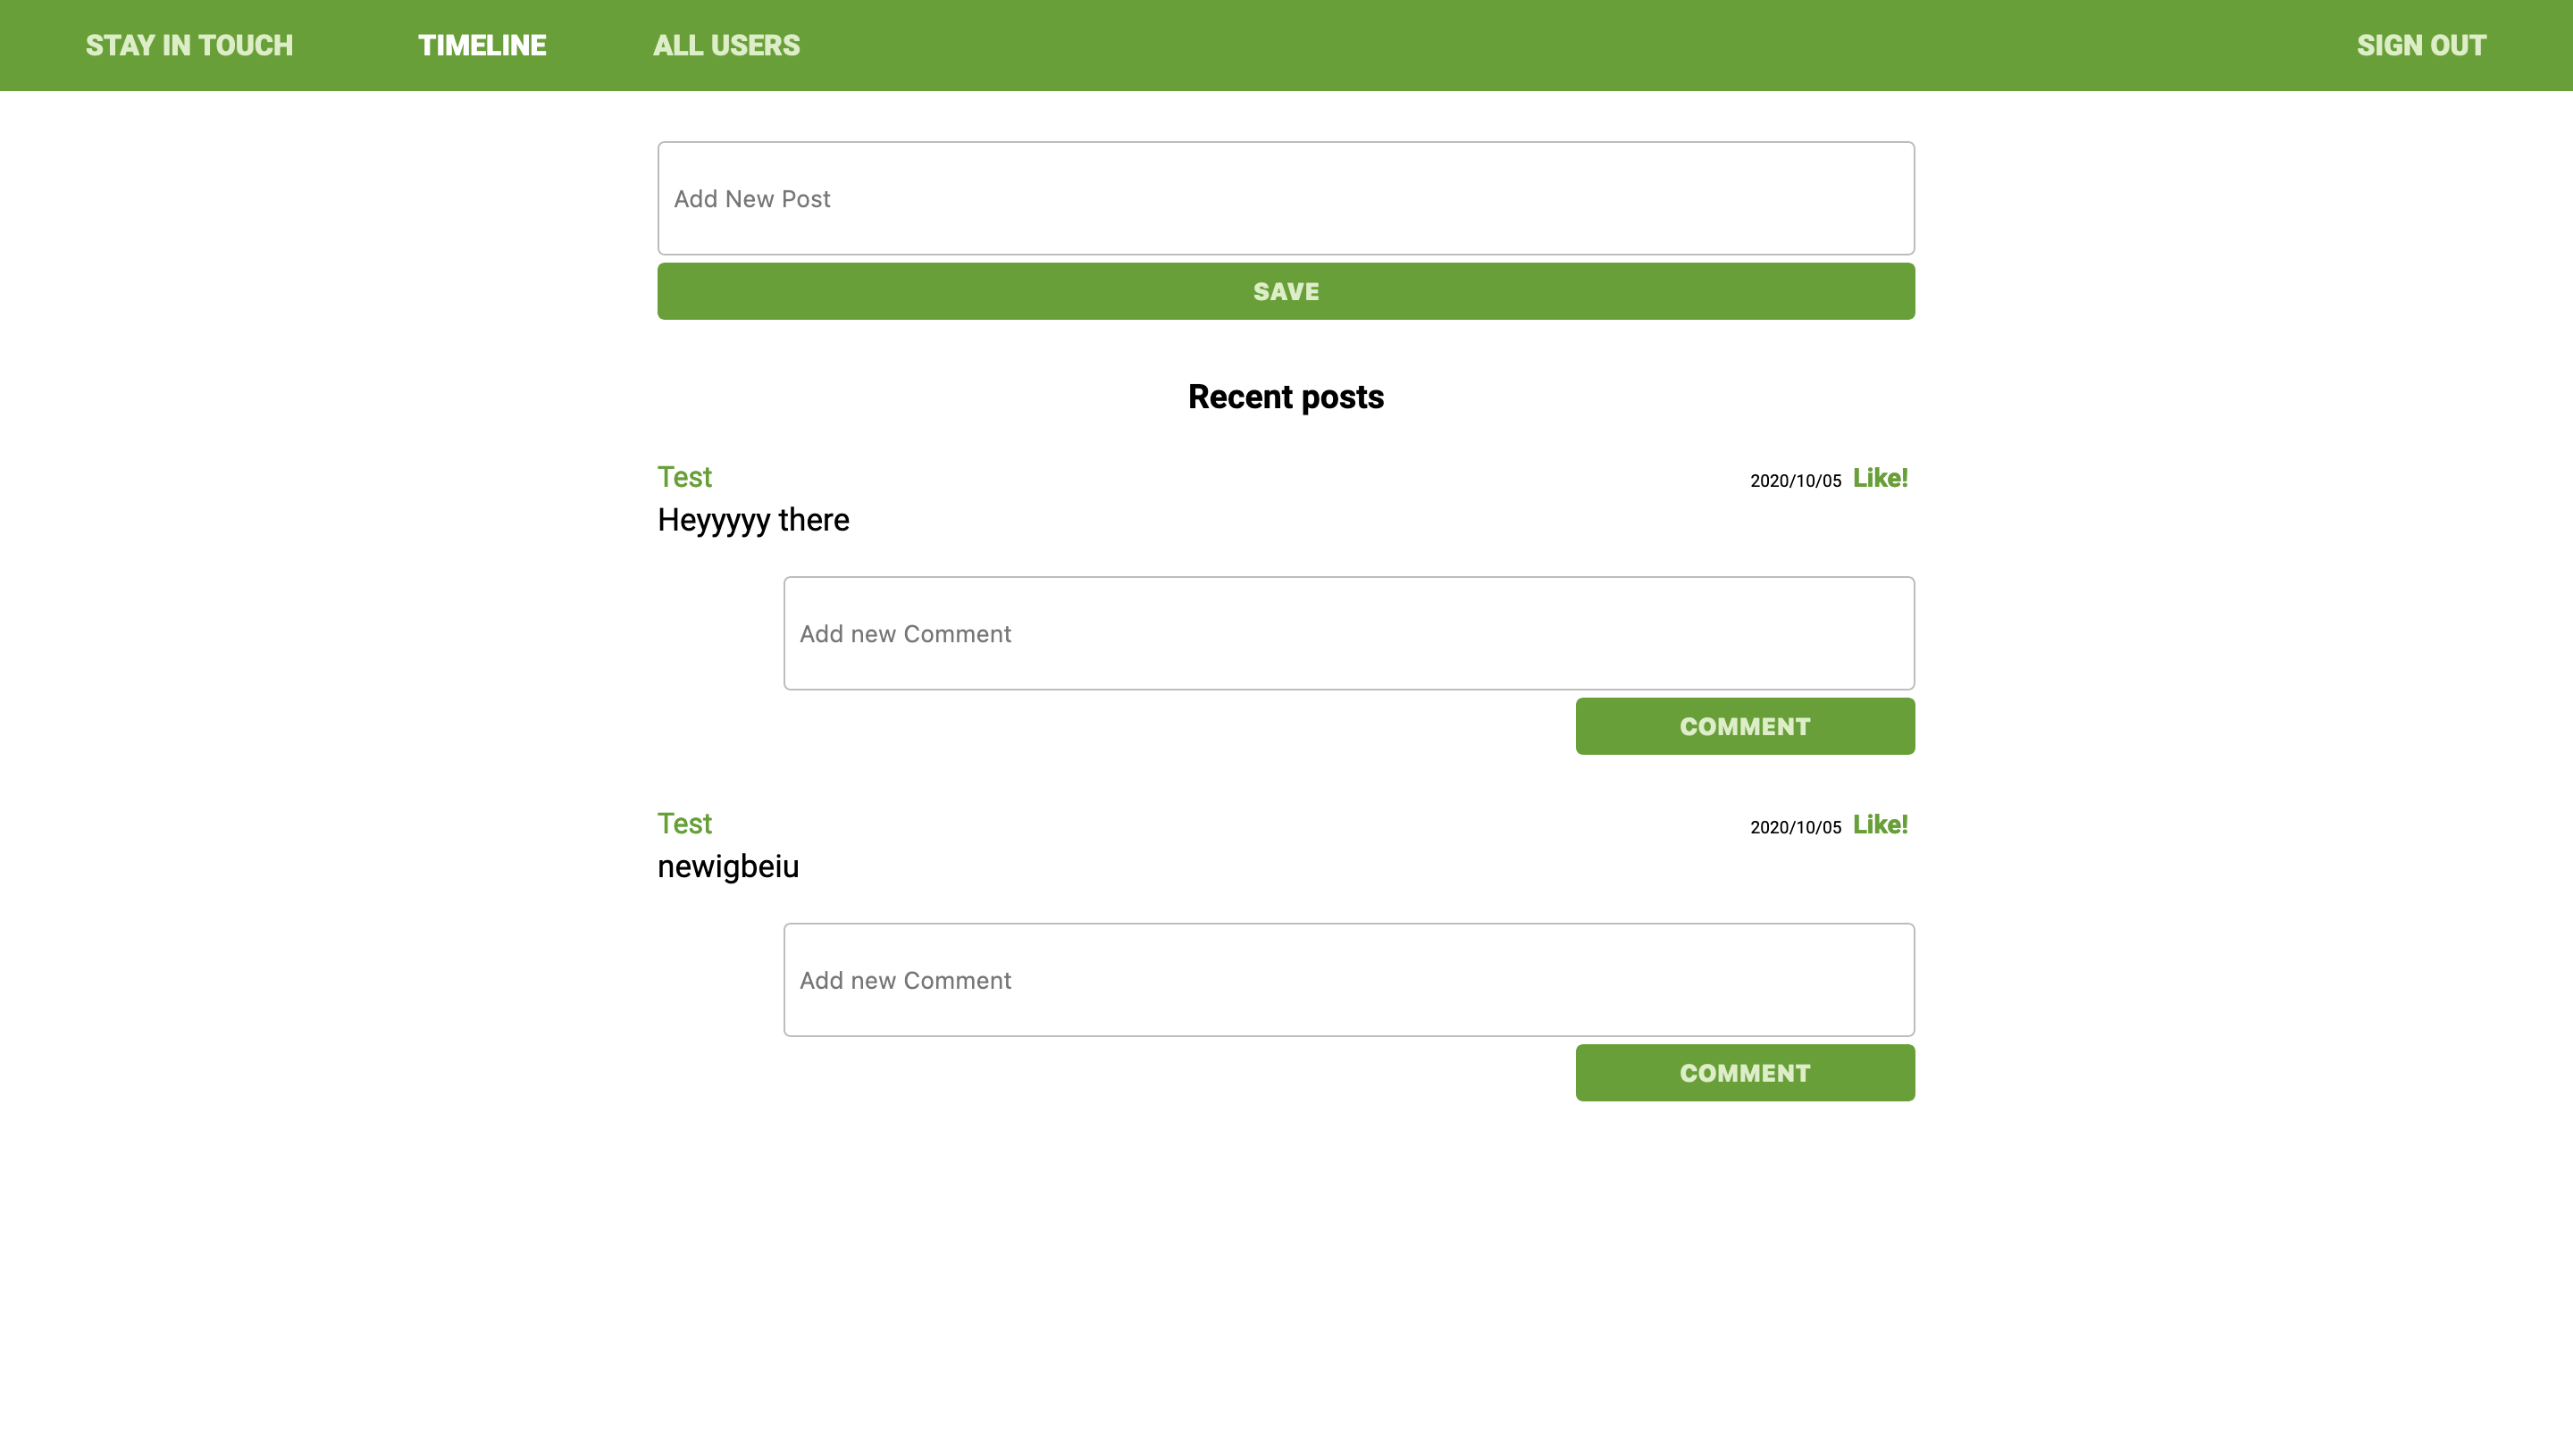 STAY IN TOUCH TIMELINE ALL USERS SIGN OUT
Add New Post
SAVE
Recent posts
Test 2020/10/05 Like!
Heyyyyy there
Add new Comment
COMMENT
Test 2020/10/05 Like!
newigbeiu
Add new Comment
COMMENT